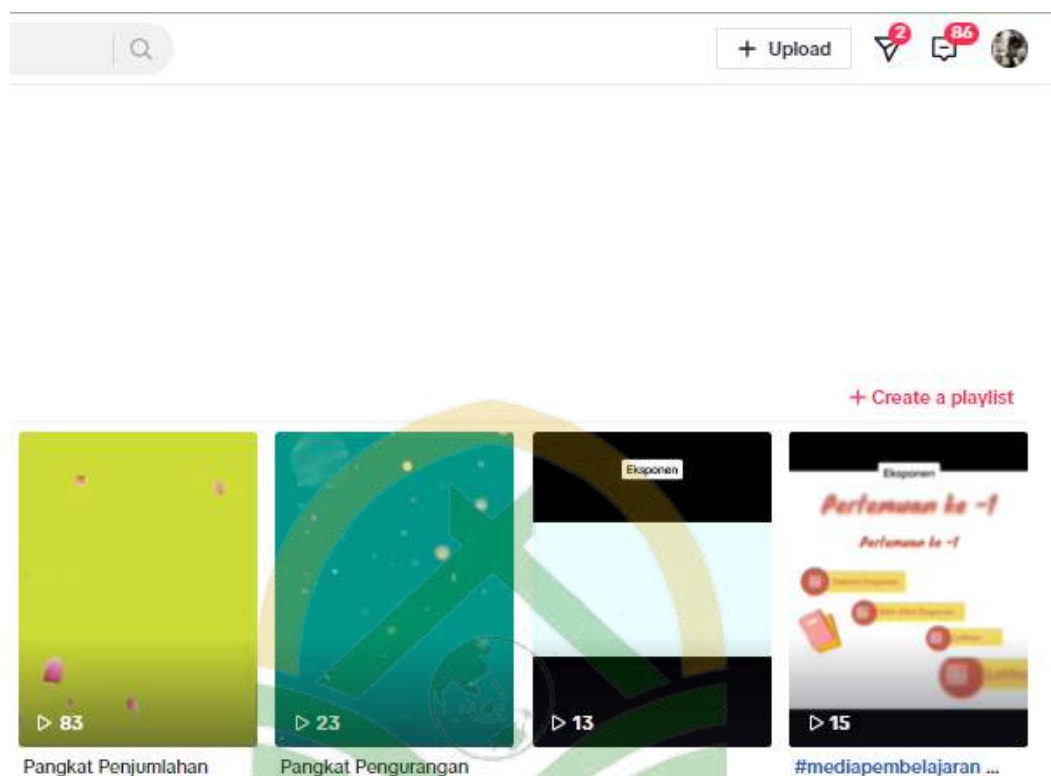 + Upload
2
86
+ Create a playlist
Eksponen
Eksponen
Pertemuan ke -1
Pertemuan ke -1
Latihan
83
23
13
15
Pangkat Penjumlahan
Pangkat Pengurangan
#mediapembelajaran ...